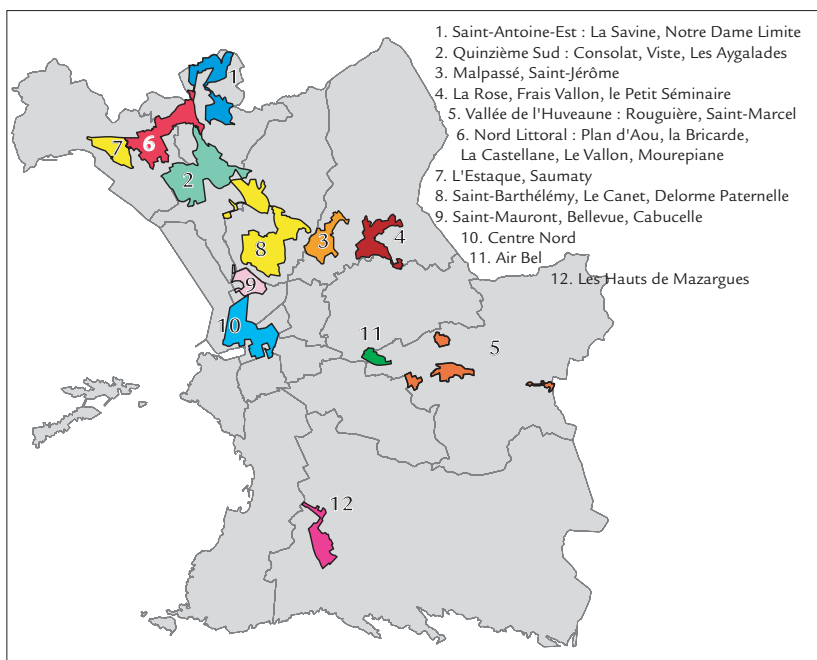 1. Saint-Antoine-Est : La Savine, Notre Dame Limite
2. Quinzième Sud : Consolat, Viste, Les Aygalades
3. Malpassé, Saint-Jérôme
4. La Rose, Frais Vallon, le Petit Séminaire
5. Vallée de l'Huveaune : Rouguière, Saint-Marcel
6. Nord Littoral : Plan d'Aou, la Bricarde,
La Castellane, Le Vallon, Mourepiane
7. L'Estaque, Saumaty
8. Saint-Barthélémy, Le Canet, Delorme Paternelle
9. Saint-Mauront, Bellevue, Cabucelle
10. Centre Nord
11. Air Bel
12. Les Hauts de Mazargues
1
6
7
2
8
3
4
9
10
11
5
12